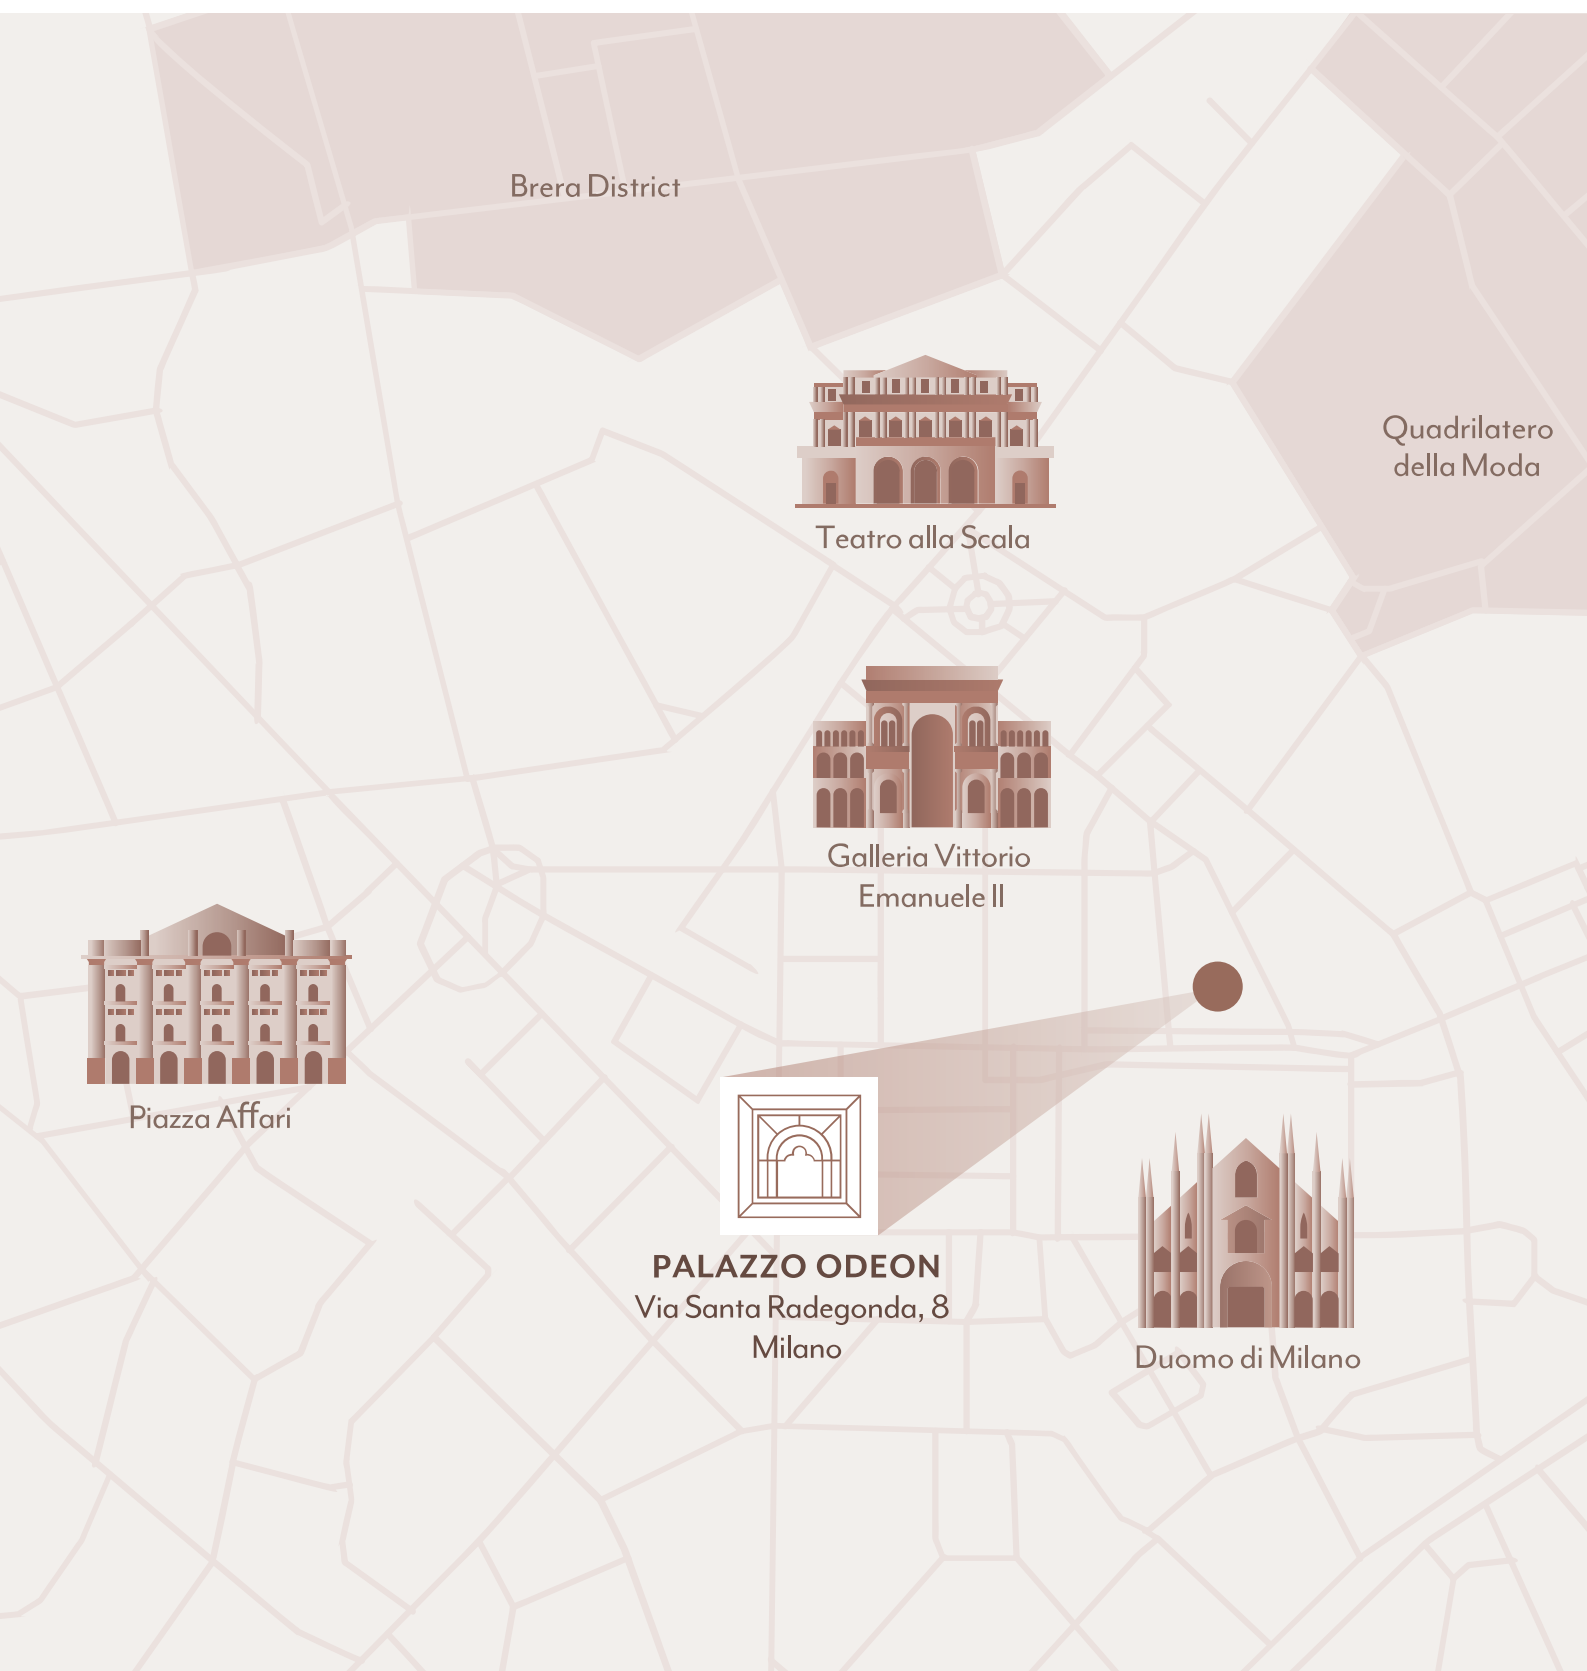 Brera District
Quadrilatero
della Moda
Teatro alla Scala
Galleria Vittorio
Emanuele II
Piazza Affari
PALAZZO ODEON
Via Santa Radegonda, 8
Milano
Duomo di Milano